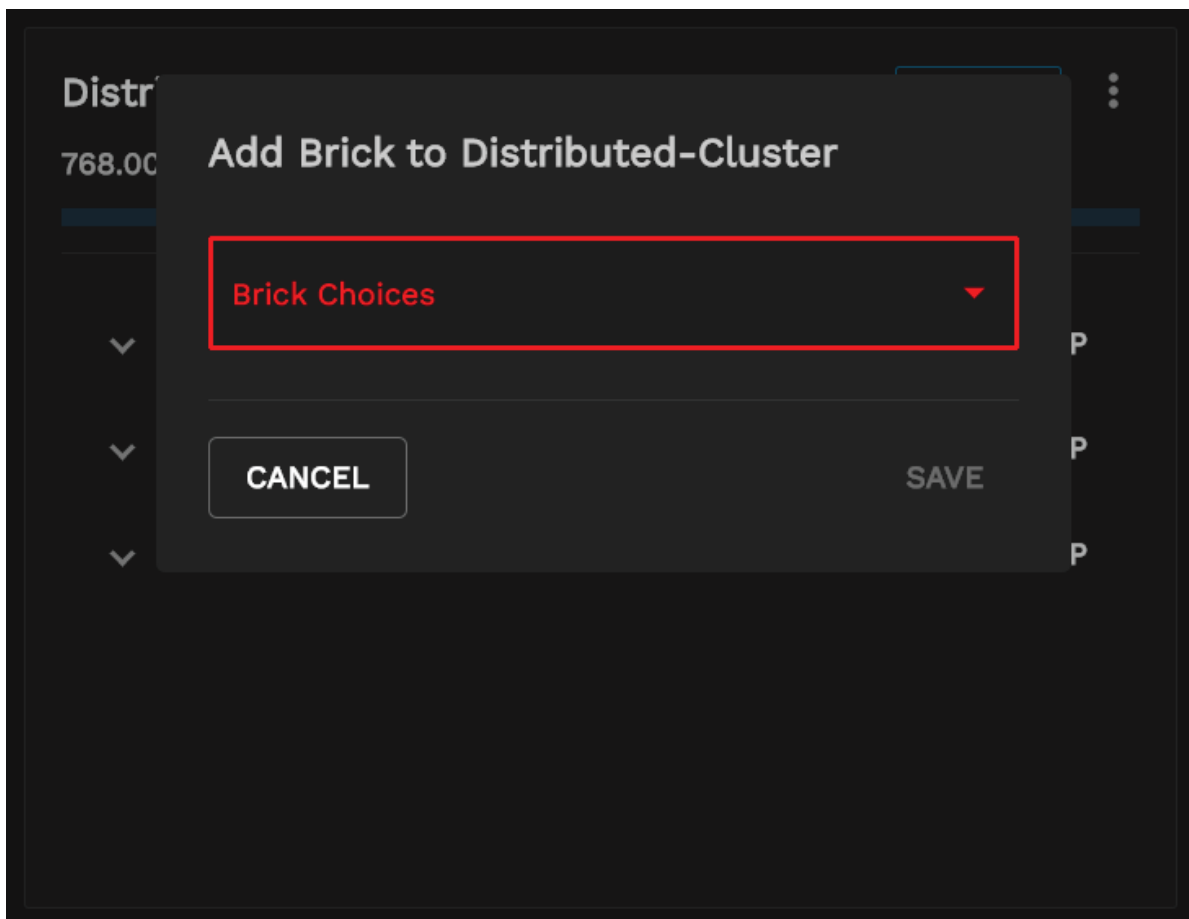 Distr
768.00
Add Brick to Distributed-Cluster
Brick Choices
P
P
CANCEL
SAVE
P